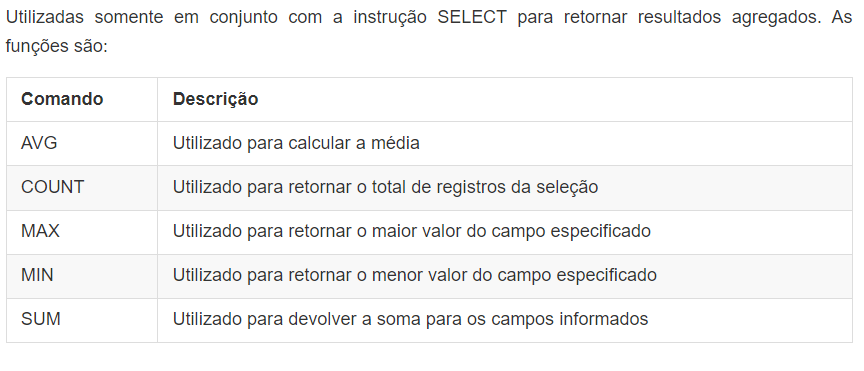 Utilizadas somente em conjunto com a instrução SELECT para retornar resultados agregados. As
funções são:
Comando Descrição
AVG Utilizado para calcular a média
COUNT Utilizado para retornar o total de registros da seleção
MAX Utilizado para retornar o maior valor do campo especificado
MIN Utilizado para retornar o menor valor do campo especificado
SUM Utilizado para devolver a soma para os campos informados